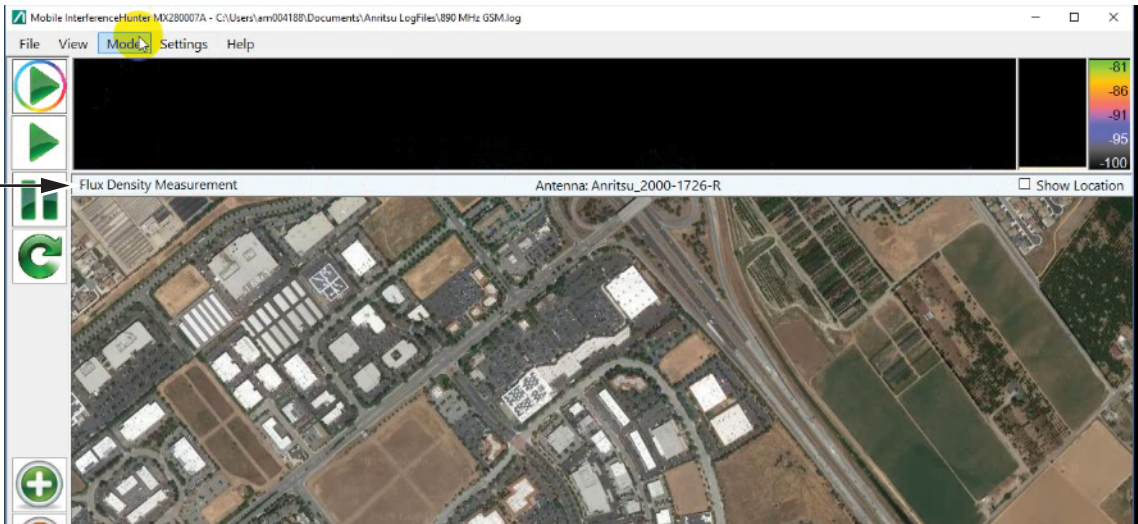 Mobile InterferenceHunter MX280007A - C:\Users\am004188\Documents\Anritsu LogFiles\890 MHz GSM.log
File View Mode Settings Help
-81
-86
-91
-95
-100
Flux Density Measurement Antenna: Anritsu_2000-1726-R Show Location